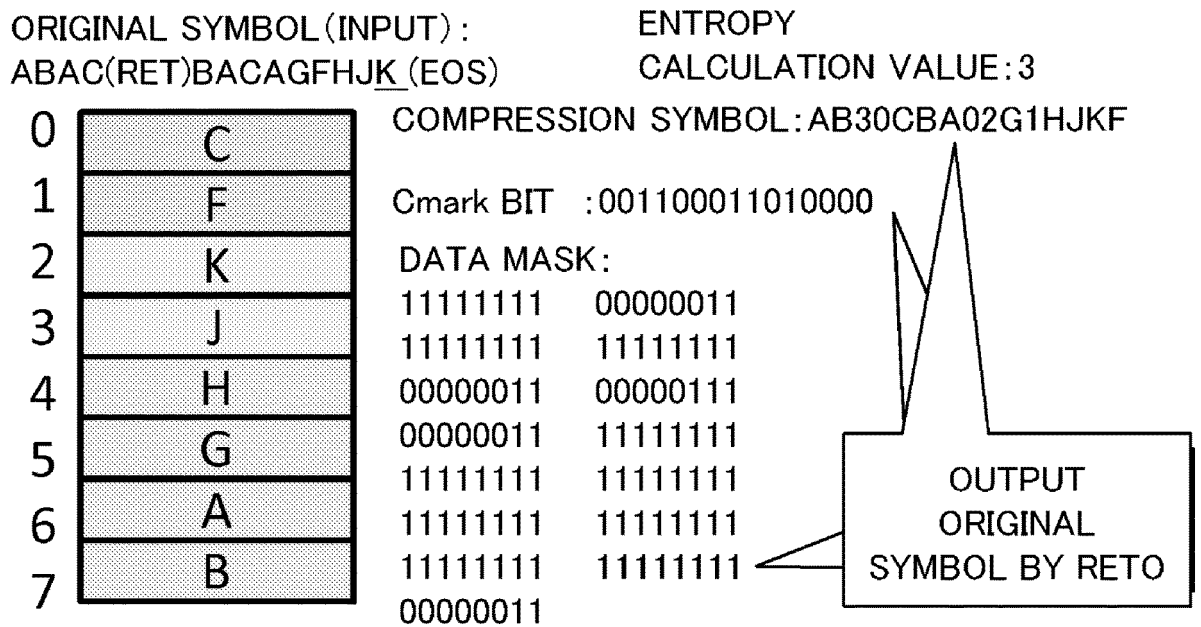 ORIGINAL SYMBOL(INPUT):
ABAC(RET)BACAGFHJK (EOS)
ENTROPY
CALCULATION VALUE:3
COMPRESSION SYMBOL:AB30CBA02G1HJKF
Cmark BIT :001100011010000
DATA MASK:
11111111 00000011
11111111 11111111
00000011 00000111
00000011 11111111
11111111 11111111
11111111 11111111
11111111 11111111
00000011
0 C
1 F
2 K
3 J
4 H
5 G
6 A
7 B
OUTPUT
ORIGINAL
SYMBOL BY RETO